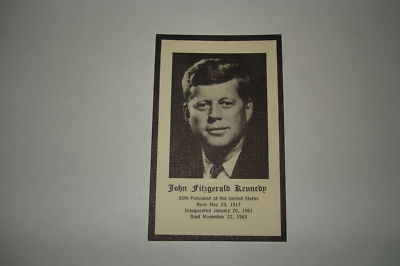 John Fitzgerald Kennedy
35th President of the United States
Born May 29, 1917
Inaugurated January 20, 1961
Died November 22, 1963